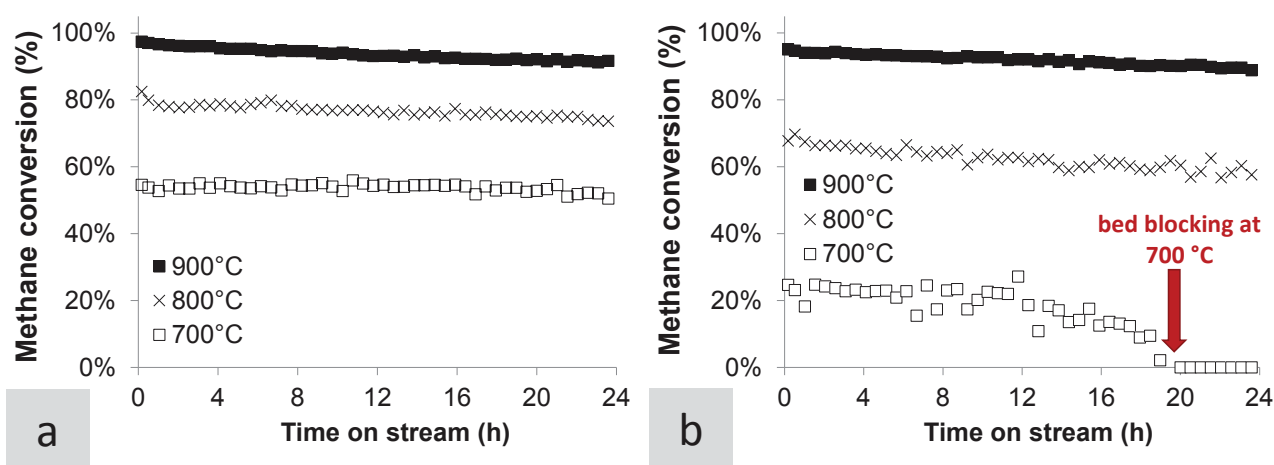 100%
80%
60%
40%
20%
0%
Methane conversion (%)
900°C
800°C
700°C
0 4 8 12 16 20 24
Time on stream (h)
a
100%
80%
60%
40%
20%
0%
Methane conversion (%)
900°C
800°C
700°C
bed blocking at
700 °C
0 4 8 12 16 20 24
Time on stream (h)
b